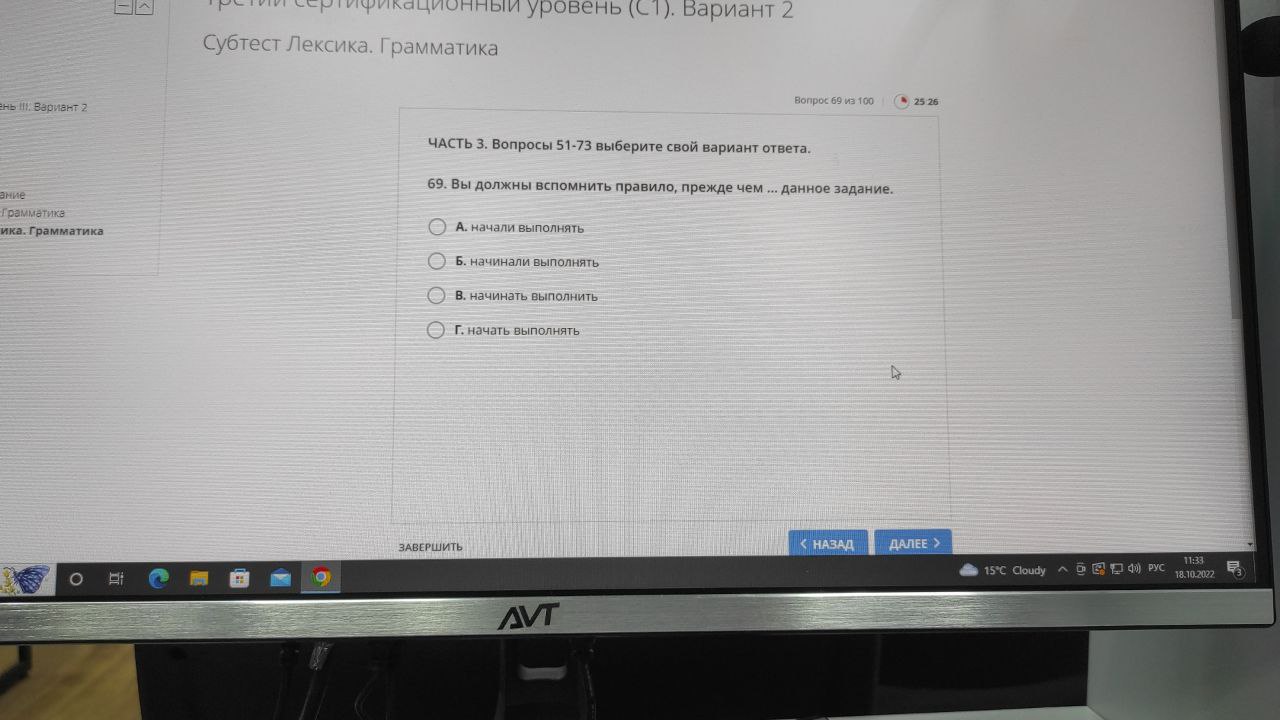 Третий сертификационный уровень (С1). Вариант 2
Субтест Лексика. Грамматика
III. Вариант 2
Грамматика
Грамматика
Вопрос 69 из 100
25:26
ЧАСТЬ 3. Вопросы 51-73 выберите свой вариант ответа.
69. Вы должны вспомнить правило, прежде чем ... данное задание.
А. начали выполнять
Б. начинали выполнять
В. начинать выполнить
Г. начать выполнять
ЗАВЕРШИТЬ
НАЗАД
ДАЛЕЕ
15°C Cloudy
РУС
11:33
18.10.2022
3
AVT